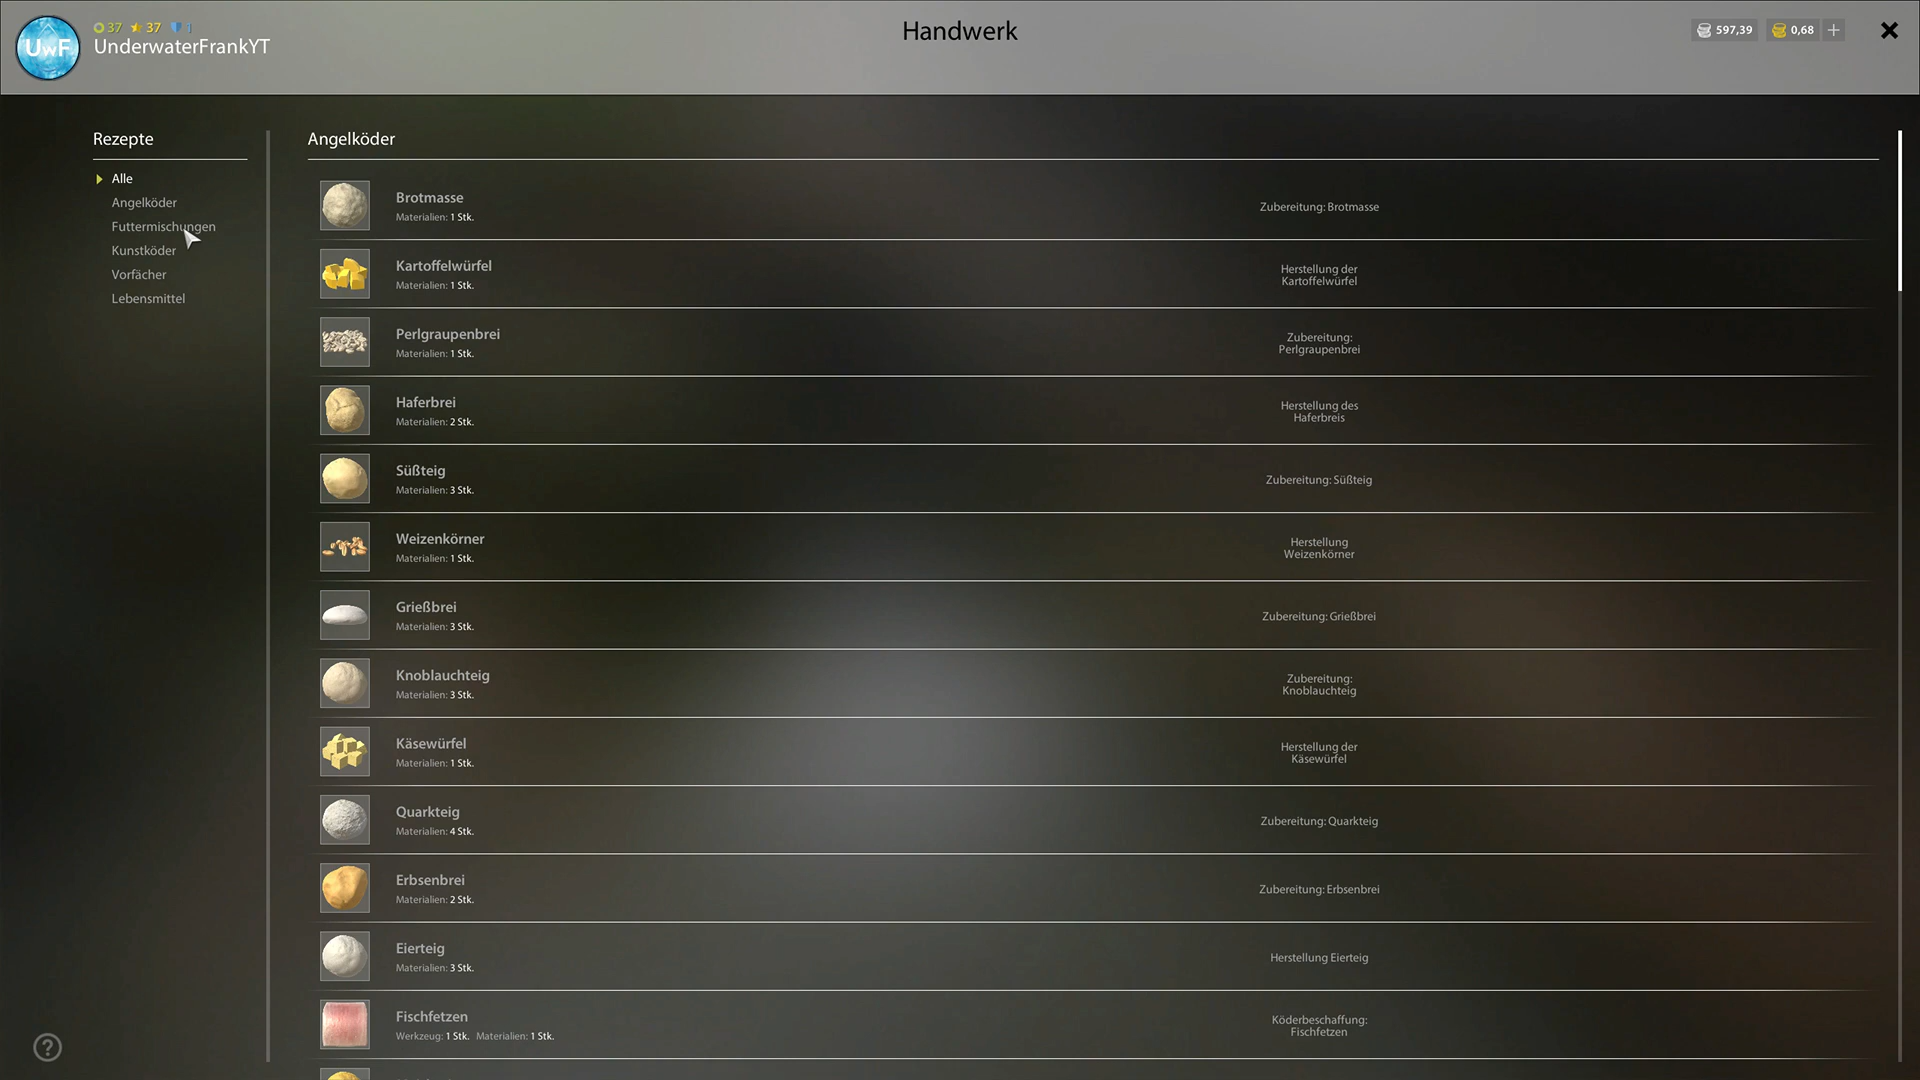 UwF
37 37 1
UnderwaterFrankYT
Handwerk
597,39 0,68 +
Rezepte
Alle
Angelköder
Futtermischungen
Kunstköder
Vorfächer
Lebensmittel
Angelköder
Brotmasse
Materialien: 1 Stk.
Zubereitung: Brotmasse
Kartoffelwürfel
Materialien: 1 Stk.
Herstellung der
Kartoffelwürfel
Perlgraupenbrei
Materialien: 1 Stk.
Zubereitung:
Perlgraupenbrei
Haferbrei
Materialien: 2 Stk.
Herstellung des
Haferbreis
Süßteig
Materialien: 3 Stk.
Zubereitung: Süßteig
Weizenkörner
Materialien: 1 Stk.
Herstellung
Weizenkörner
Grießbrei
Materialien: 3 Stk.
Zubereitung: Grießbrei
Knoblauchteig
Materialien: 3 Stk.
Zubereitung:
Knoblauchteig
Käsewürfel
Materialien: 1 Stk.
Herstellung der
Käsewürfel
Quarkteig
Materialien: 4 Stk.
Zubereitung: Quarkteig
Erbsenbrei
Materialien: 2 Stk.
Zubereitung: Erbsenbrei
Eierteig
Materialien: 3 Stk.
Herstellung Eierteig
Fischfetzen
Werkzeug: 1 Stk. Materialien: 1 Stk.
Köderbeschaffung:
Fischfetzen
?